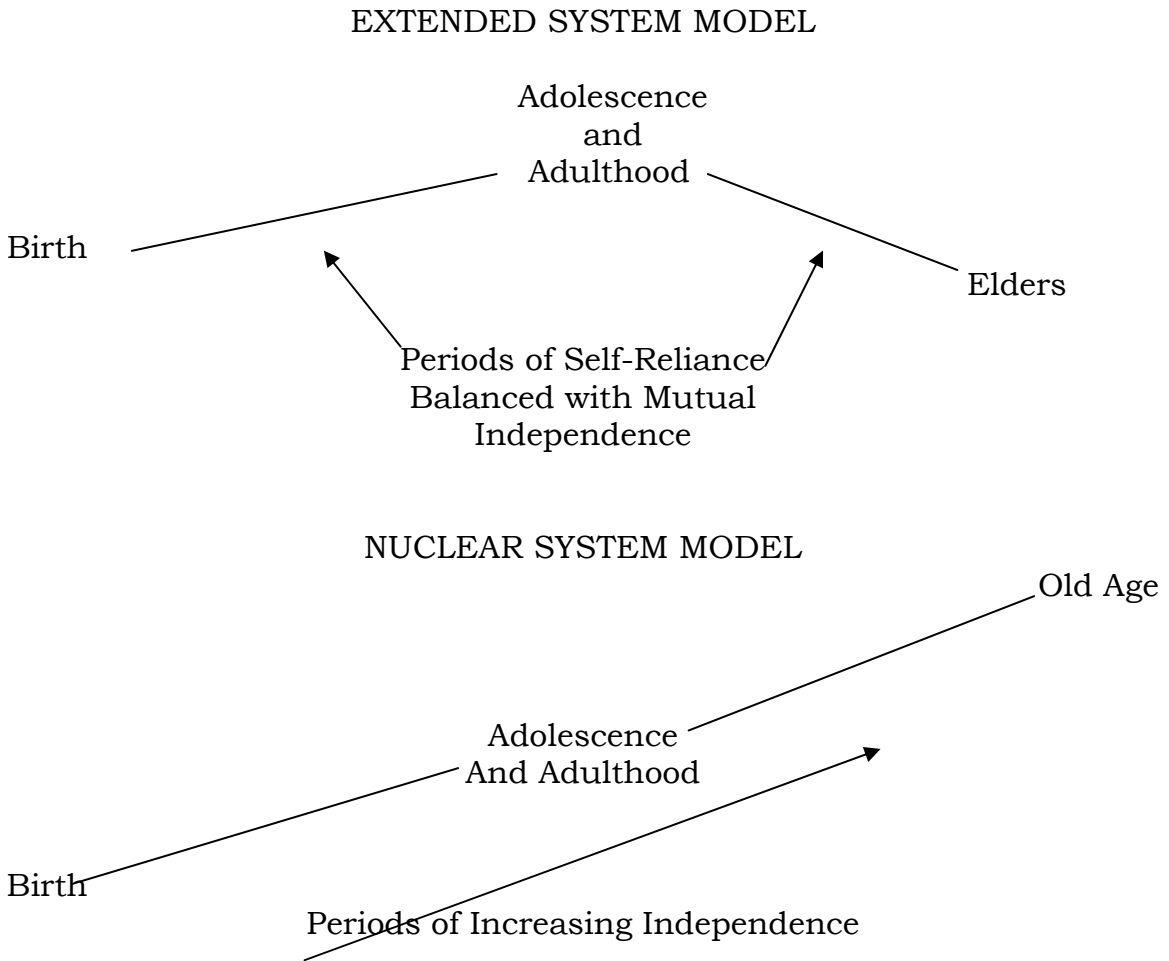 EXTENDED SYSTEM MODEL
Adolescence
and
Adulthood
Birth
Elders
Periods of Self-Reliance
Balanced with Mutual
Independence
NUCLEAR SYSTEM MODEL
Old Age
Adolescence
And Adulthood
Birth
Periods of Increasing Independence